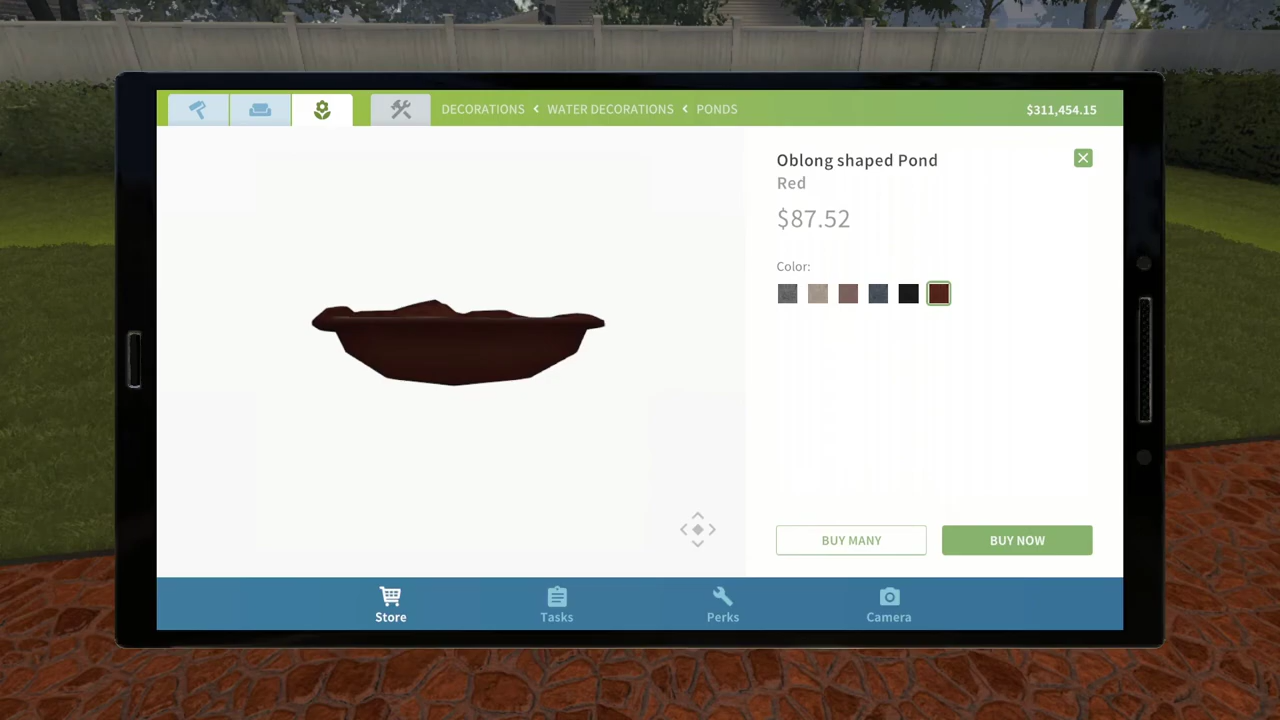 DECORATIONS < WATER DECORATIONS < PONDS
$311,454.15
Oblong shaped Pond
Red
$87.52
Color:
BUY MANY
BUY NOW
Store
Tasks
Perks
Camera